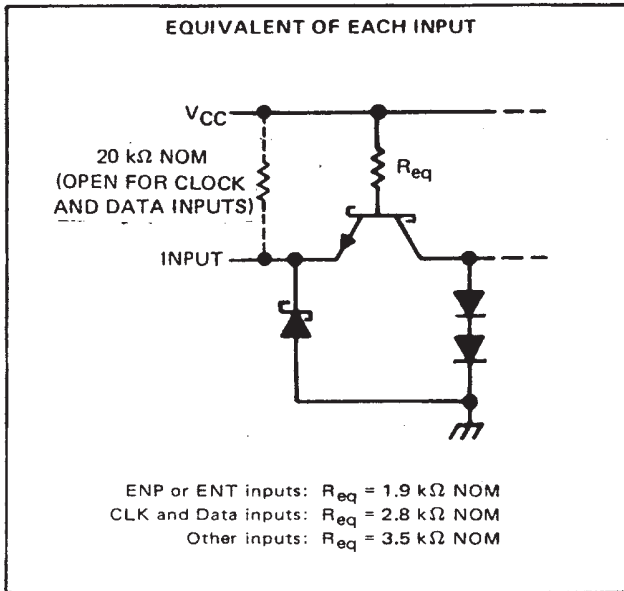 EQUIVALENT OF EACH INPUT
VCC
20 kΩ NOM
(OPEN FOR CLOCK
AND DATA INPUTS)
Req
INPUT
ENP or ENT inputs: Req = 1.9 kΩ NOM
CLK and Data inputs: Req = 2.8 kΩ NOM
Other inputs: Req = 3.5 kΩ NOM